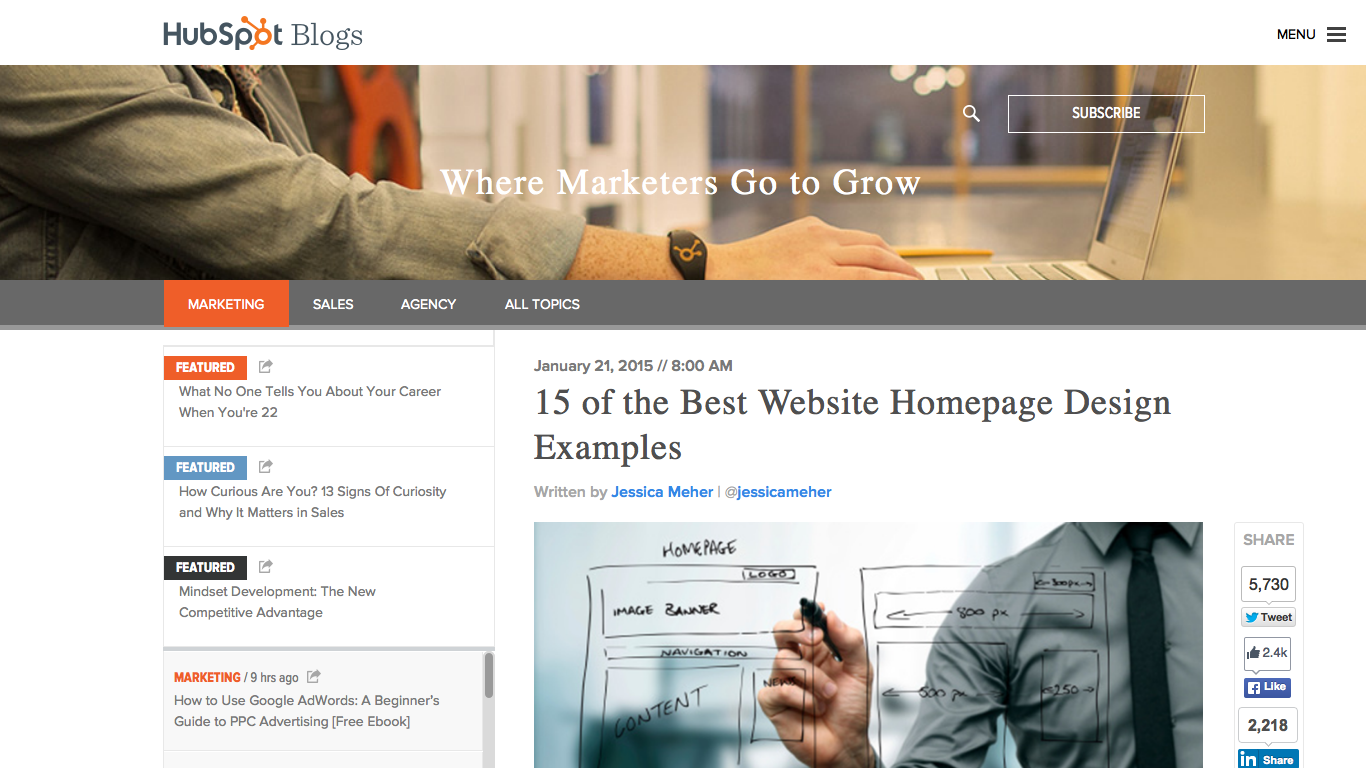 HubSpot Blogs
MENU
SUBSCRIBE
Where Marketers Go to Grow
MARKETING
SALES
AGENCY
ALL TOPICS
FEATURED
What No One Tells You About Your Career
When You're 22
FEATURED
How Curious Are You? 13 Signs Of Curiosity
and Why It Matters in Sales
FEATURED
Mindset Development: The New
Competitive Advantage
MARKETING / 9 hrs ago
How to Use Google AdWords: A Beginner's
Guide to PPC Advertising [Free Ebook]
January 21, 2015 // 8:00 AM
15 of the Best Website Homepage Design
Examples
Written by Jessica Meher | @jessicameher
HOMEPAGE
LOGO
IMAGE BANNER
NAVIGATION
NEWS
CONTENT
300px
800 px
500 px
250
SHARE
5,730
Tweet
2.4k
Like
2,218
in Share